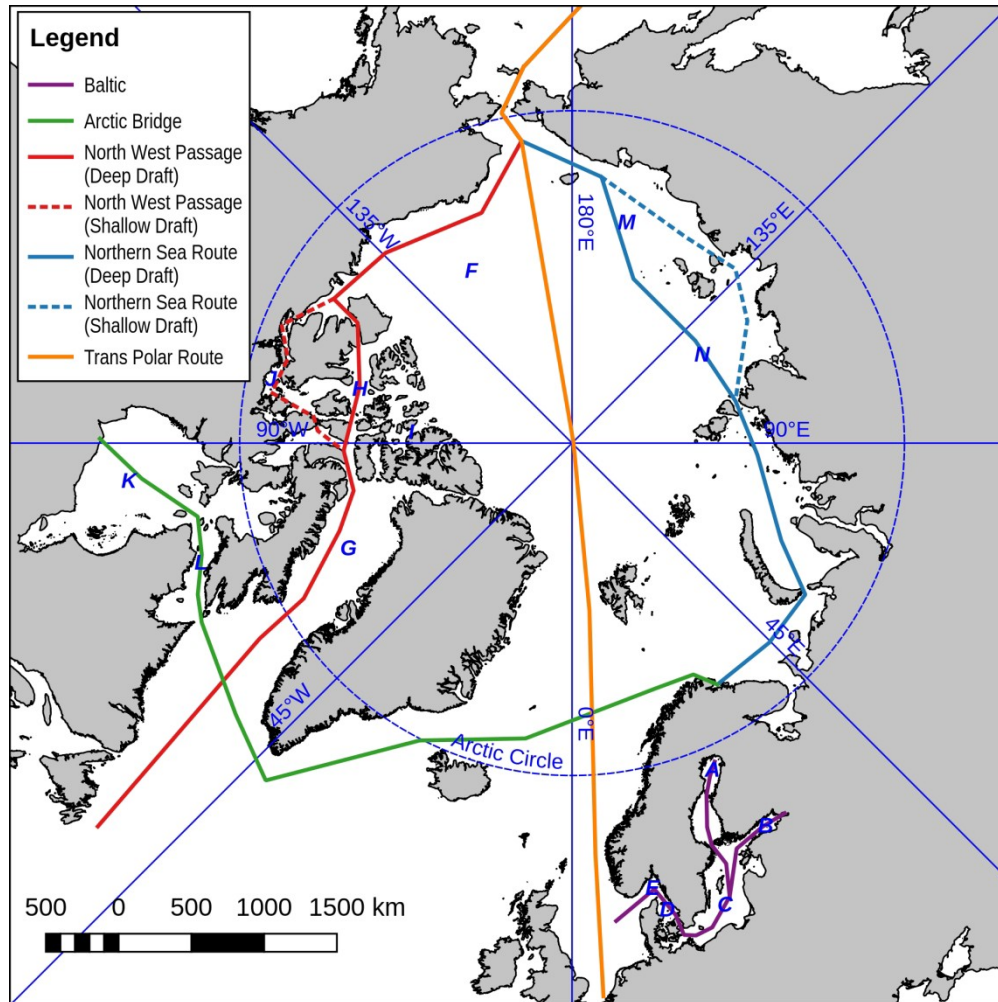 Legend
Baltic
Arctic Bridge
North West Passage
(Deep Draft)
North West Passage
(Shallow Draft)
Northern Sea Route
(Deep Draft)
Northern Sea Route
(Shallow Draft)
Trans Polar Route
135°W
180°E
135°E
M
F
N
J
H
I
90°W
90°E
K
G
L
45°E
45°W
0°E
Arctic Circle
A
B
E
D
C
500 0 500 1000 1500 km